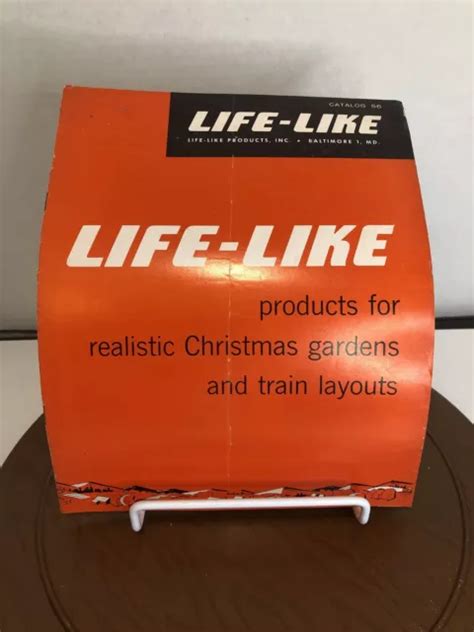 CATALOG 56
LIFE-LIKE
LIFE-LIKE PRODUCTS, INC. • BALTIMORE 1, MD.
LIFE-LIKE
products for
realistic Christmas gardens
and train layouts